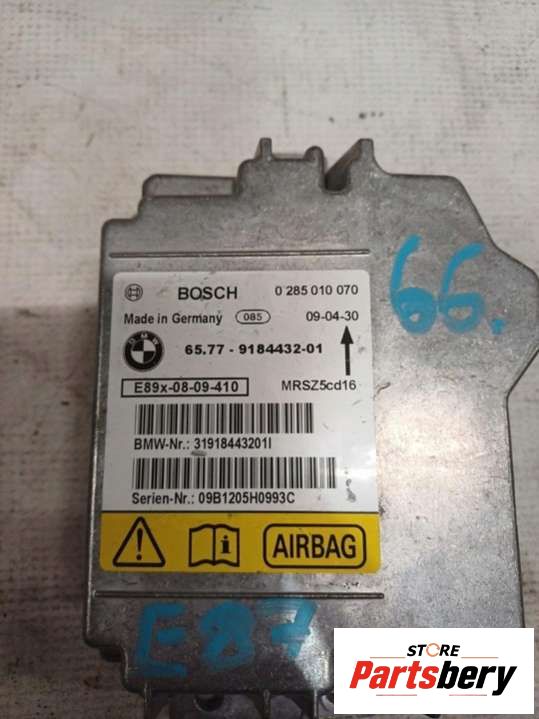 66.
BOSCH 0 285 010 070
Made in Germany 085 09-04-30
BMW 65.77 - 9184432-01
E89x-08-09-410 MRSZ5cd16
BMW-Nr.: 31918443201I
Serien-Nr.: 09B1205H0993C
AIRBAG
E87
STORE
Partsbery